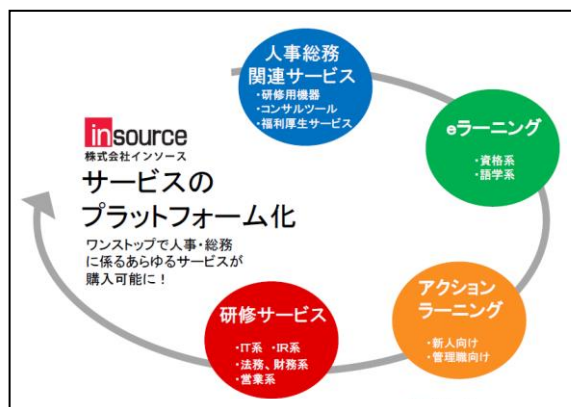 人事総務
関連サービス
・研修用機器
・コンサルツール
・福利厚生サービス
eラーニング
・資格系
・語学系
insource
株式会社インソース
サービスの
プラットフォーム化
ワンストップで人事・総務
に係るあらゆるサービスが
購入可能に！
アクション
ラーニング
・新人向け
・管理職向け
研修サービス
・IT系 ・IR系
・法務、財務系
・営業系